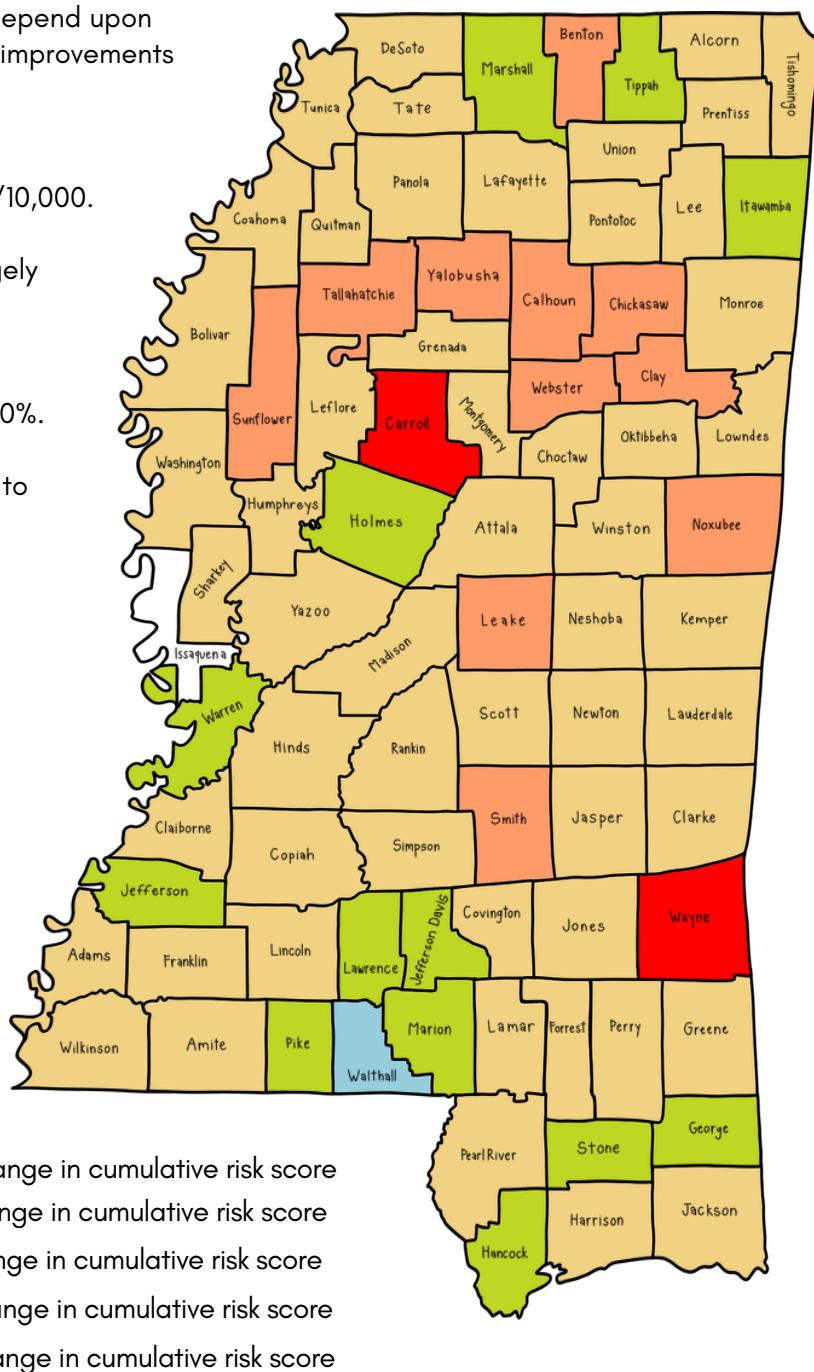 epend upon
improvements
/10,000.
gely
0%.
to
DeSoto
Marshall
Benton
Tippah
Alcorn
Tishomingo
Tunica
Tate
Prentiss
Union
Panola
Lafayette
Pontotoc
Lee
Itawamba
Coahoma
Quitman
Tallahatchie
Yalobusha
Calhoun
Chickasaw
Monroe
Bolivar
Grenada
Sunflower
Leflore
Carroll
Montgomery
Webster
Clay
Washington
Choctaw
Oktibbeha
Lowndes
Humphreys
Holmes
Attala
Winston
Noxubee
Sharkey
Yazoo
Leake
Neshoba
Kemper
Issaquena
Madison
Warren
Scott
Newton
Lauderdale
Hinds
Rankin
Claiborne
Copiah
Simpson
Smith
Jasper
Clarke
Jefferson
Lawrence
Jefferson Davis
Covington
Jones
Wayne
Adams
Franklin
Lincoln
Wilkinson
Amite
Pike
Walthall
Marion
Lamar
Forrest
Perry
Greene
Pearl River
Stone
George
Hancock
Harrison
Jackson
ange in cumulative risk score
nge in cumulative risk score
nge in cumulative risk score
ange in cumulative risk score
ange in cumulative risk score